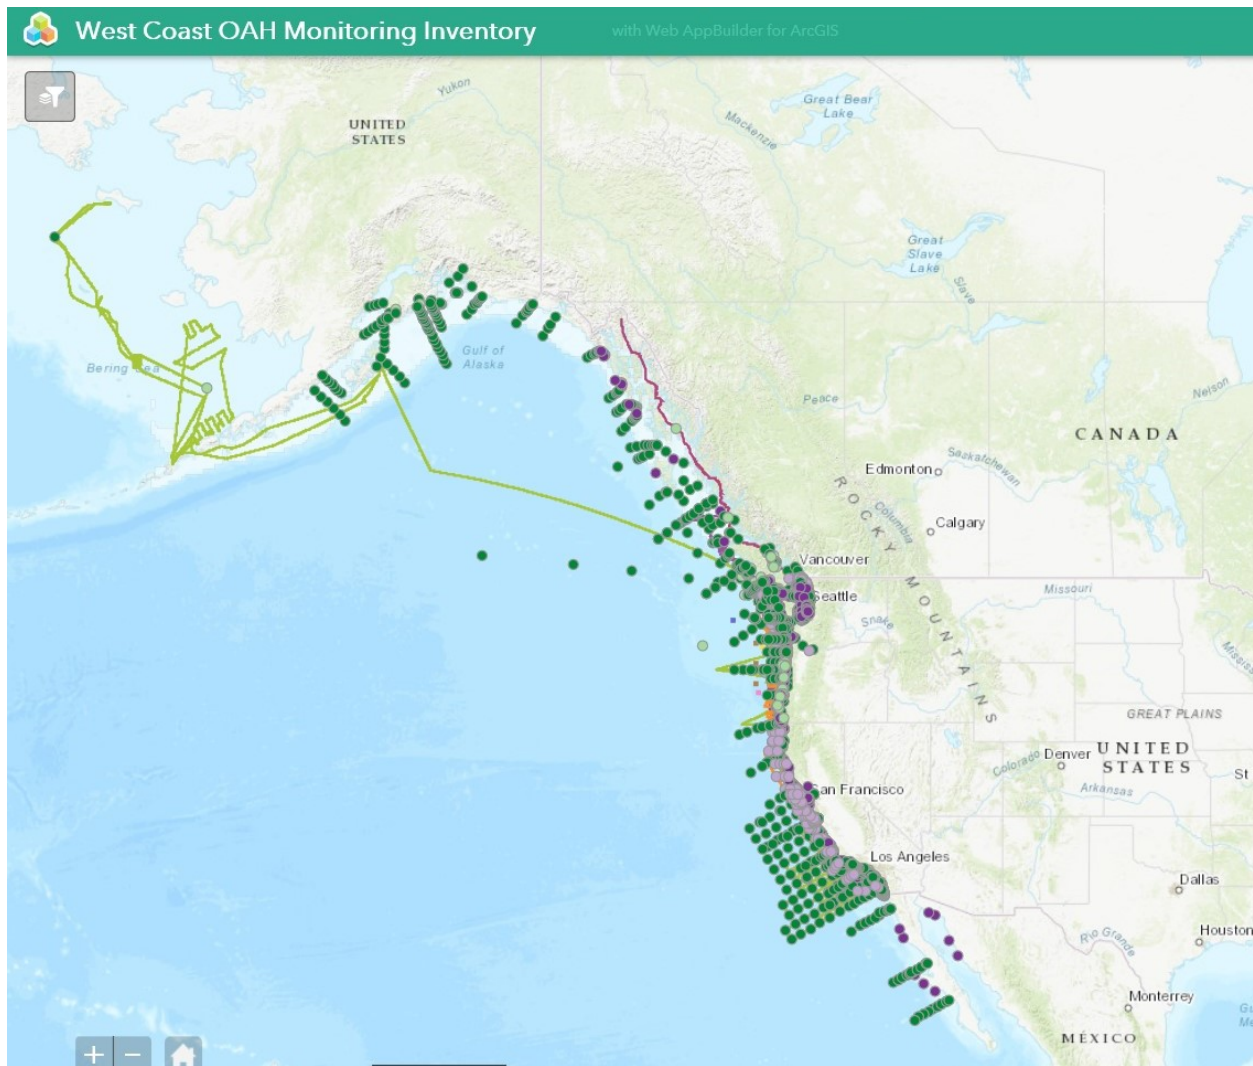 West Coast OAH Monitoring Inventory
with Web AppBuilder for ArcGIS
Yukon
Great Bear
Lake
UNITED
STATES
Mackenzie
Great
Slave
Lake
Slave
Gulf of
Alaska
Bering Sea
Peace
Nelson
CANADA
Edmonton
Saskatchewan
ROCKY MOUNTAINS
Columbia
Calgary
Vancouver
Missouri
Seattle
Snake
GREAT PLAINS
Denver
UNITED
STATES
Colorado
St
Arkansas
an Francisco
Los Angeles
Dallas
Rio Grande
Houston
Monterrey
MÉXICO
+
−